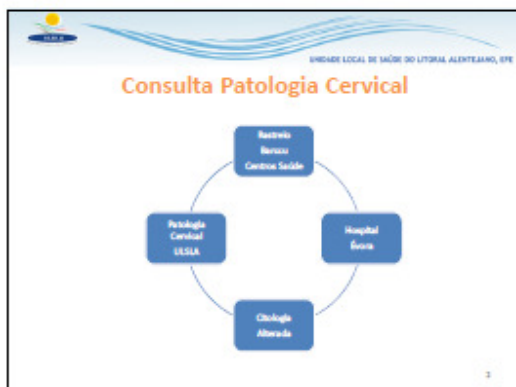 UNIDADE LOCAL DE SAÚDE DO LITORAL ALENTEJANO, EPE
Consulta Patologia Cervical
Rastreio
Centros Saúde
Patologia
Cervical
ULSLA
Hospital
Évora
Citologia
Alterada